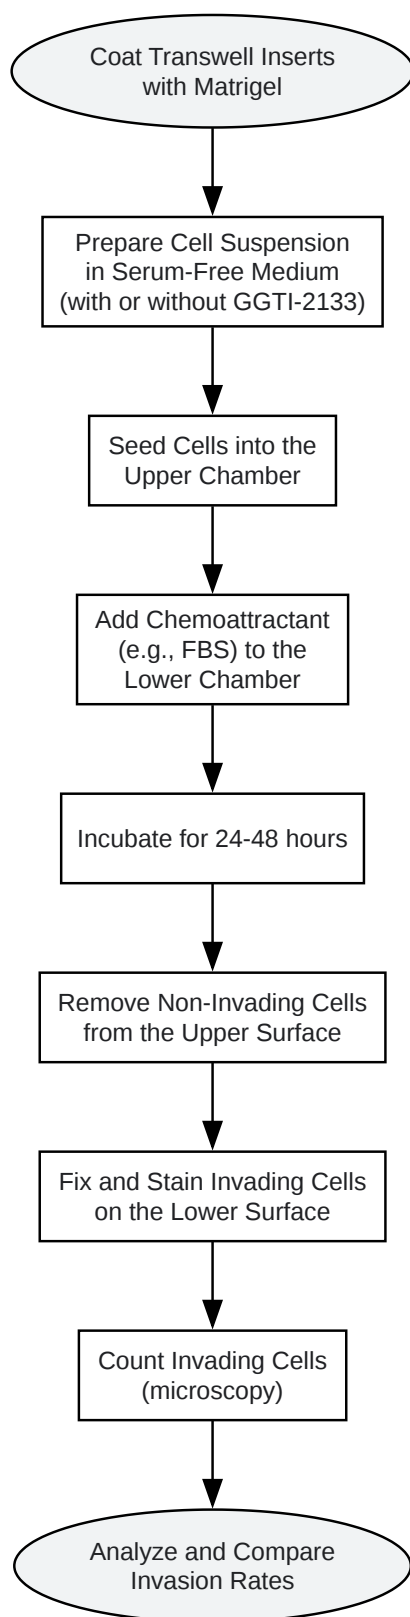 Coat Transwell Inserts
with Matrigel
Prepare Cell Suspension
in Serum-Free Medium
(with or without GGTI-2133)
Seed Cells into the
Upper Chamber
Add Chemoattractant
(e.g., FBS) to the
Lower Chamber
Incubate for 24-48 hours
Remove Non-Invading Cells
from the Upper Surface
Fix and Stain Invading Cells
on the Lower Surface
Count Invading Cells
(microscopy)
Analyze and Compare
Invasion Rates